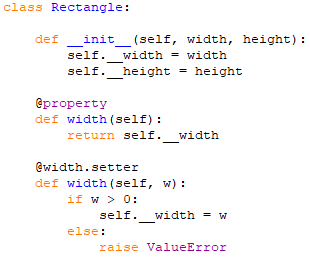 class Rectangle:

    def __init__(self, width, height):
        self.__width = width
        self.__height = height

    @property
    def width(self):
        return self.__width

    @width.setter
    def width(self, w):
        if w > 0:
            self.__width = w
        else:
            raise ValueError